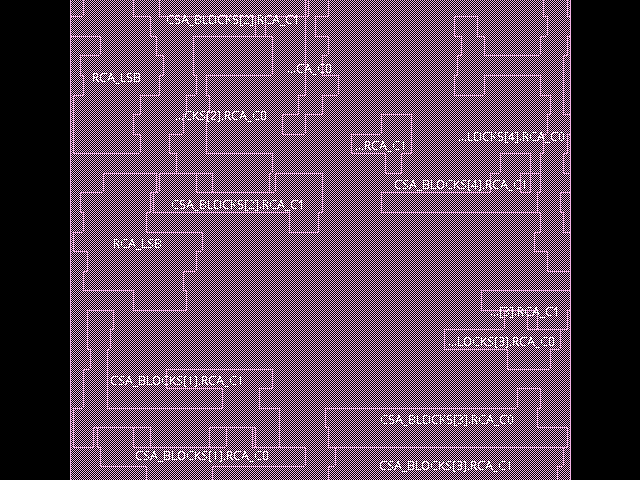 CSA_BLOCKS[2].RCA_C1
...CA_C0
RCA_LSB
...CKS[2].RCA_C0
...LOCKS[4].RCA_C0
...RCA_C1
CSA_BLOCKS[4].RCA_C1
CSA_BLOCKS[2].RCA_C1
RCA_LSB
...[3].RCA_C1
...LOCKS[3].RCA_C0
CSA_BLOCKS[1].RCA_C1
CSA_BLOCKS[2].RCA_C0
CSA_BLOCKS[1].RCA_C0
CSA_BLOCKS[3].RCA_C1